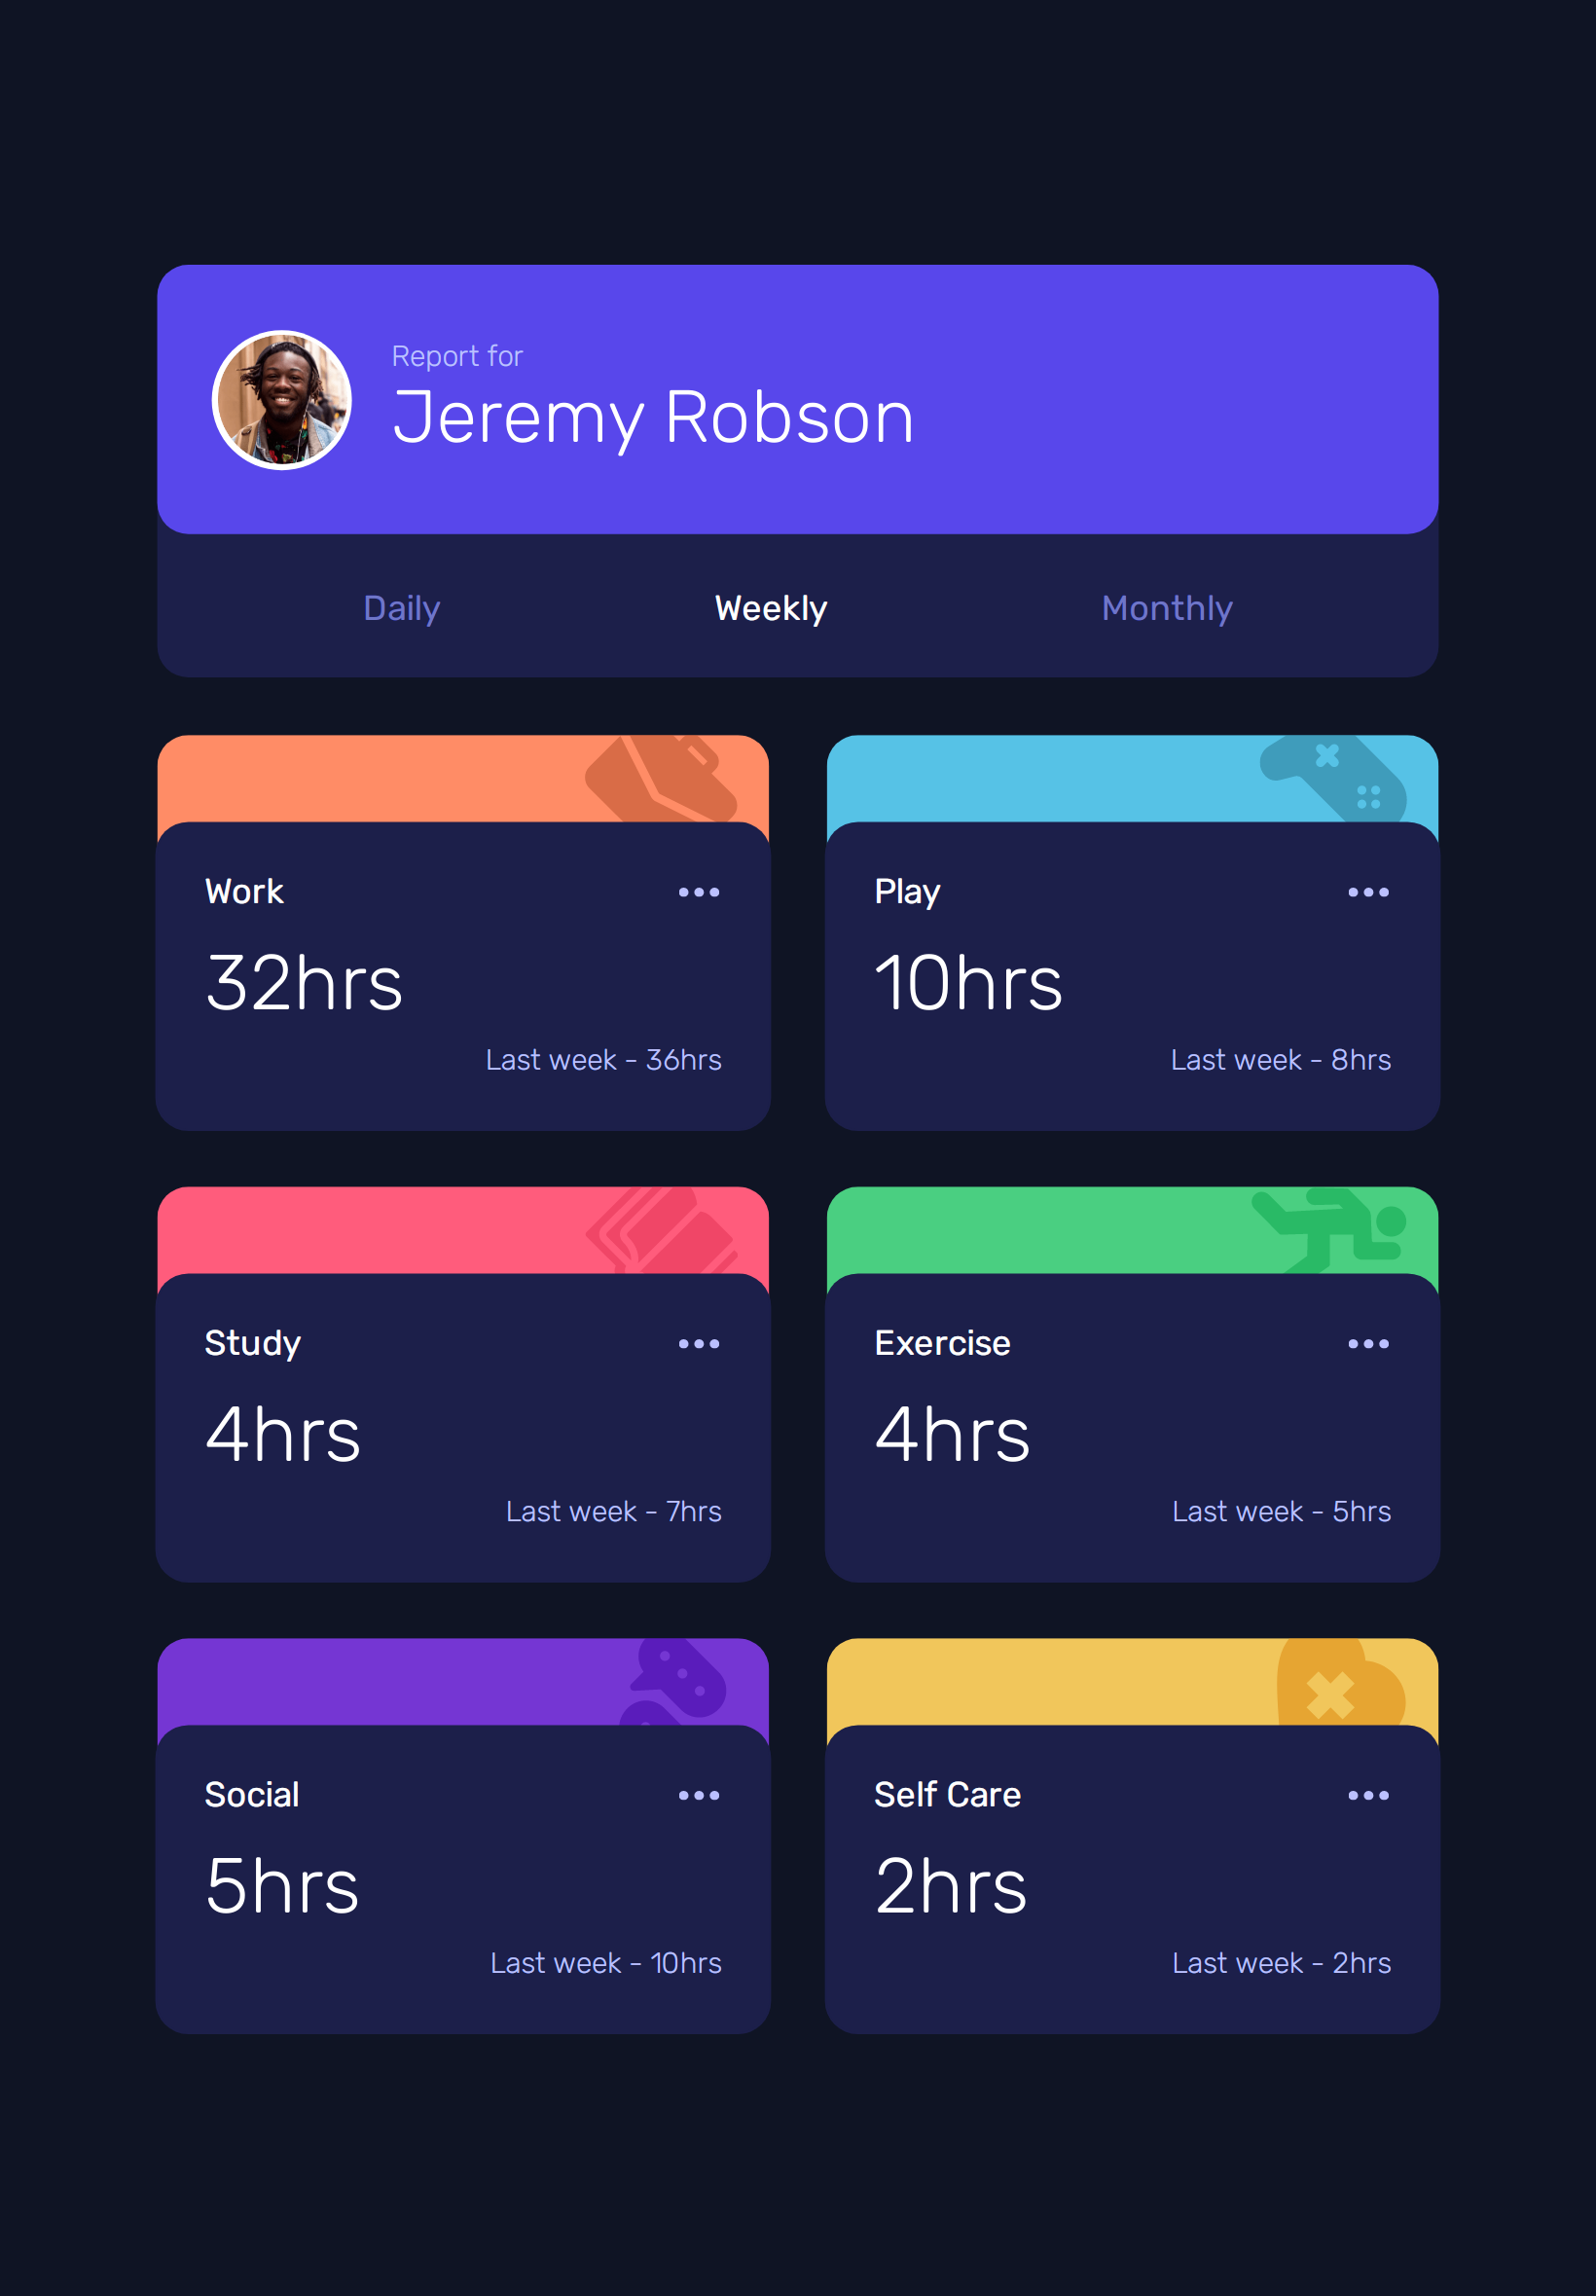 Report for
Jeremy Robson
Daily
Weekly
Monthly
Work
32hrs
Last week - 36hrs
Play
10hrs
Last week - 8hrs
Study
4hrs
Last week - 7hrs
Exercise
4hrs
Last week - 5hrs
Social
5hrs
Last week - 10hrs
Self Care
2hrs
Last week - 2hrs